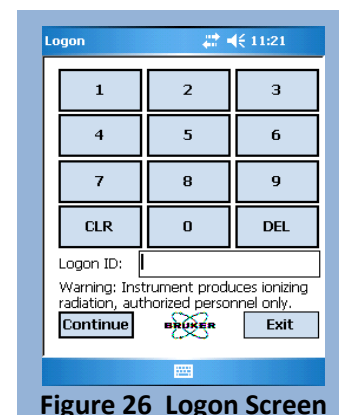 Logon 11:21
1 2 3
4 5 6
7 8 9
CLR 0 DEL
Logon ID:
Warning: Instrument produces ionizing
radiation, authorized personnel only.
Continue BRUKER Exit
Figure 26 Logon Screen